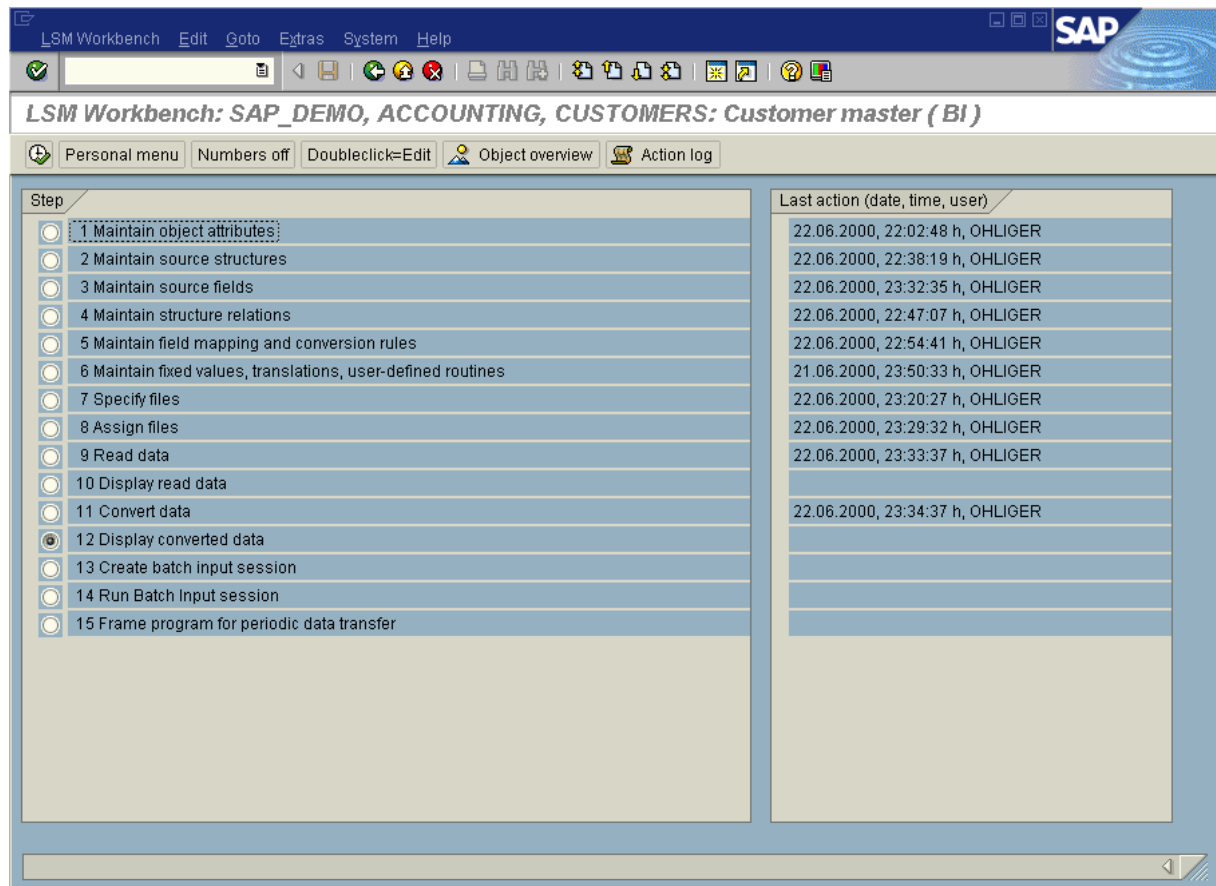 LSM Workbench Edit Goto Extras System Help
SAP
LSM Workbench: SAP_DEMO, ACCOUNTING, CUSTOMERS: Customer master ( BI )
Personal menu Numbers off Doubleclick=Edit Object overview Action log
Step Last action (date, time, user)
1 Maintain object attributes 22.06.2000, 22:02:48 h, OHLIGER
2 Maintain source structures 22.06.2000, 22:38:19 h, OHLIGER
3 Maintain source fields 22.06.2000, 23:32:35 h, OHLIGER
4 Maintain structure relations 22.06.2000, 22:47:07 h, OHLIGER
5 Maintain field mapping and conversion rules 22.06.2000, 22:54:41 h, OHLIGER
6 Maintain fixed values, translations, user-defined routines 21.06.2000, 23:50:33 h, OHLIGER
7 Specify files 22.06.2000, 23:20:27 h, OHLIGER
8 Assign files 22.06.2000, 23:29:32 h, OHLIGER
9 Read data 22.06.2000, 23:33:37 h, OHLIGER
10 Display read data
11 Convert data 22.06.2000, 23:34:37 h, OHLIGER
12 Display converted data
13 Create batch input session
14 Run Batch Input session
15 Frame program for periodic data transfer